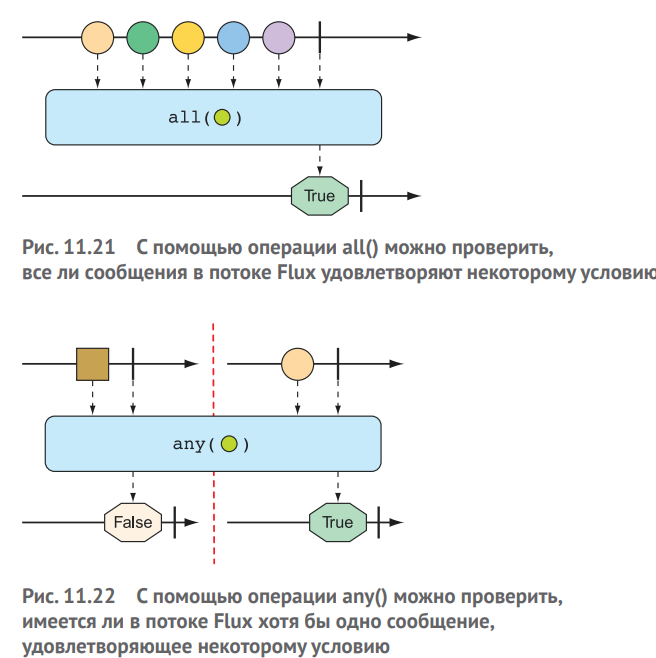 all( )
True
Рис. 11.21 С помощью операции all() можно проверить,
все ли сообщения в потоке Flux удовлетворяют некоторому условию
any( )
False
True
Рис. 11.22 С помощью операции any() можно проверить,
имеется ли в потоке Flux хотя бы одно сообщение,
удовлетворяющее некоторому условию